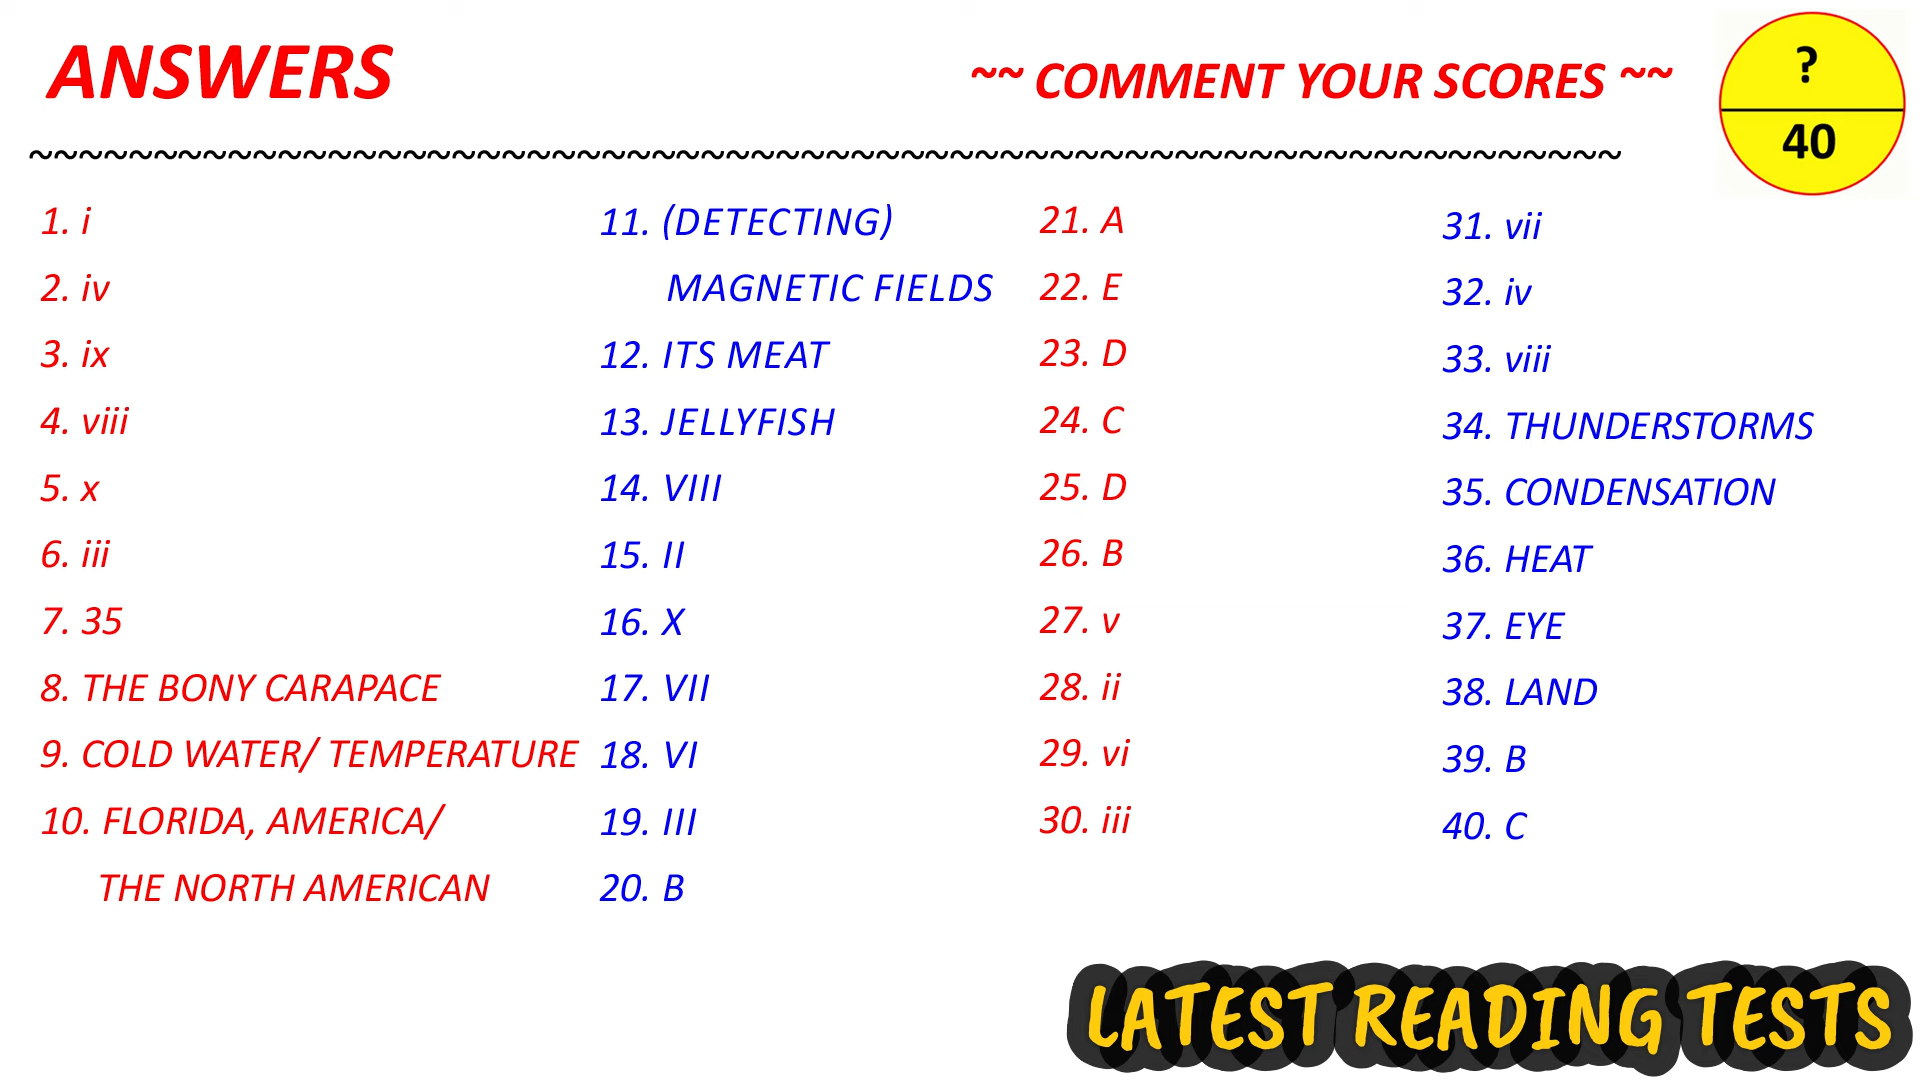 ANSWERS
~~ COMMENT YOUR SCORES ~~
?
40
~~~~~~~~~~~~~~~~~~~~~~~~~~~~~~~~~~~~~~~~~~~~~~~~~~~~~~~~~~~~~~~~
1. i
2. iv
3. ix
4. viii
5. x
6. iii
7. 35
8. THE BONY CARAPACE
9. COLD WATER/ TEMPERATURE
10. FLORIDA, AMERICA/
THE NORTH AMERICAN
11. (DETECTING)
MAGNETIC FIELDS
12. ITS MEAT
13. JELLYFISH
14. VIII
15. II
16. X
17. VII
18. VI
19. III
20. B
21. A
22. E
23. D
24. C
25. D
26. B
27. v
28. ii
29. vi
30. iii
31. vii
32. iv
33. viii
34. THUNDERSTORMS
35. CONDENSATION
36. HEAT
37. EYE
38. LAND
39. B
40. C
LATEST READING TESTS